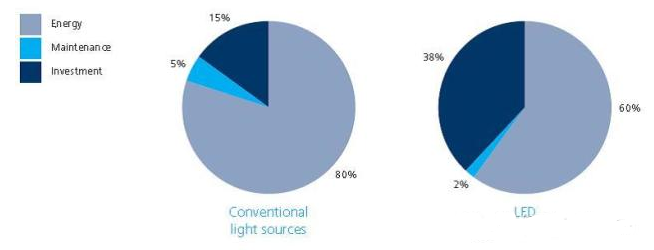 Energy
Maintenance
Investment
15%
5%
80%
Conventional
light sources
38%
60%
2%
LED